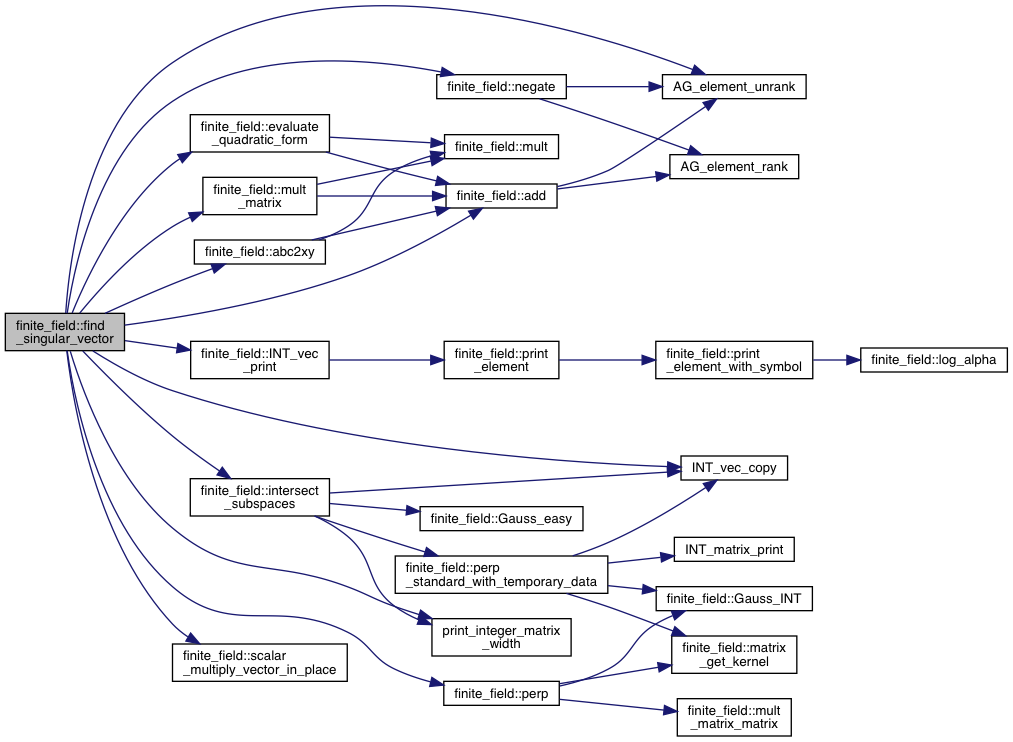 finite_field::find
_singular_vector
finite_field::negate
AG_element_unrank
finite_field::evaluate
_quadratic_form
finite_field::mult
AG_element_rank
finite_field::mult
_matrix
finite_field::add
finite_field::abc2xy
finite_field::INT_vec
_print
finite_field::print
_element
finite_field::print
_element_with_symbol
finite_field::log_alpha
INT_vec_copy
finite_field::intersect
_subspaces
finite_field::Gauss_easy
INT_matrix_print
finite_field::perp
_standard_with_temporary_data
finite_field::Gauss_INT
print_integer_matrix
_width
finite_field::matrix
_get_kernel
finite_field::scalar
_multiply_vector_in_place
finite_field::perp
finite_field::mult
_matrix_matrix